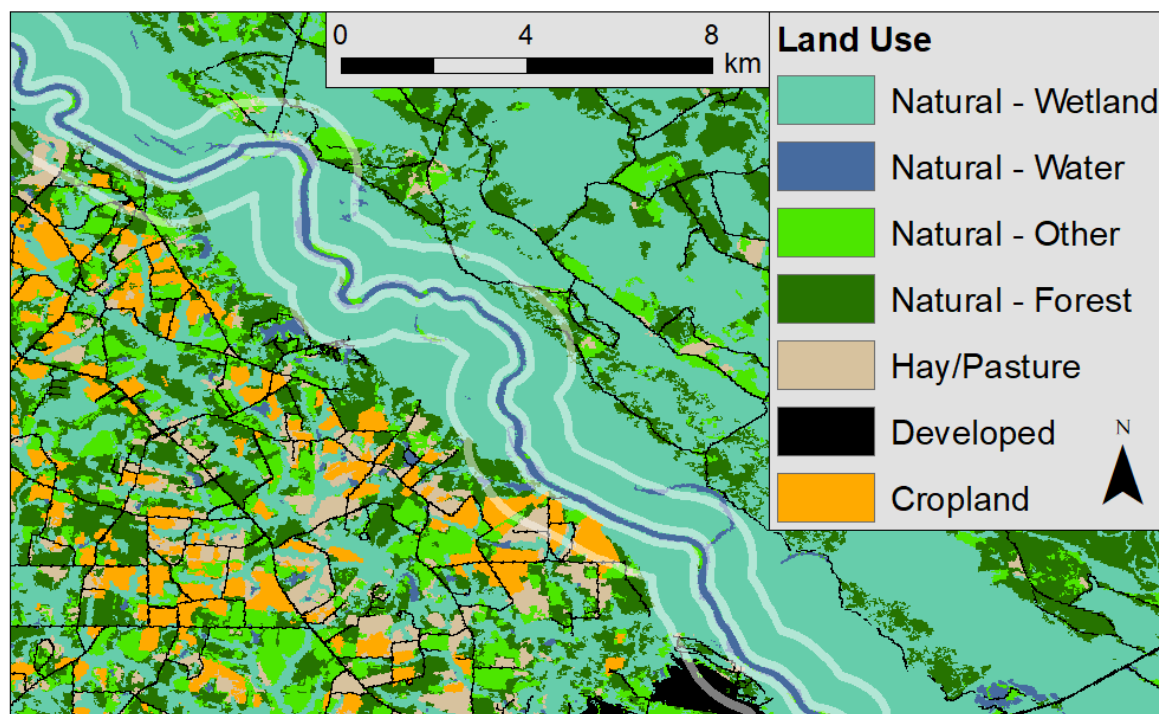 0 4 8
km
Land Use
Natural - Wetland
Natural - Water
Natural - Other
Natural - Forest
Hay/Pasture
Developed
Cropland
N